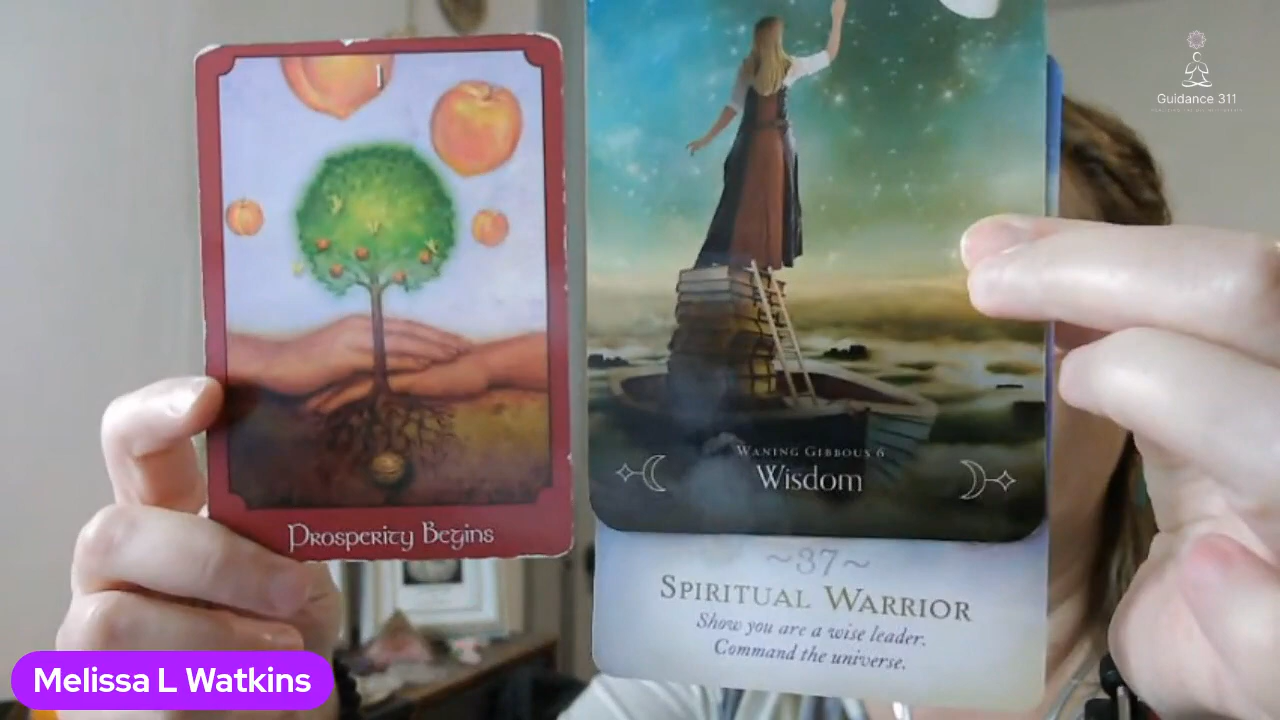 Guidance 311
Prosperity Begins
Waning Gibbous 6
Wisdom
~37~
Spiritual Warrior
Show you are a wise leader.
Command the universe.
Melissa L Watkins